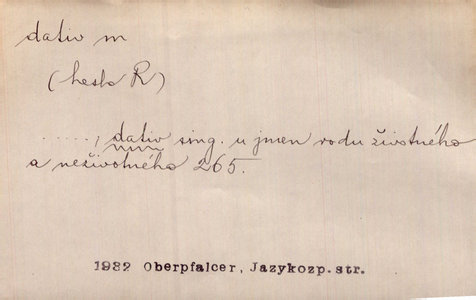 dativ m
(heslo R)
....., dativ sing. u jmen rodu životného
a neživotného 265.
1932 Oberpfalcer, Jazykozp. str.